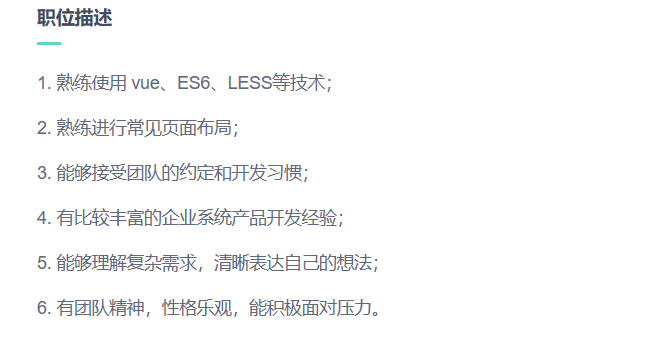 职位描述
1. 熟练使用 vue、ES6、LESS等技术；
2. 熟练进行常见页面布局；
3. 能够接受团队的约定和开发习惯；
4. 有比较丰富的企业系统产品开发经验；
5. 能够理解复杂需求，清晰表达自己的想法；
6. 有团队精神，性格乐观，能积极面对压力。